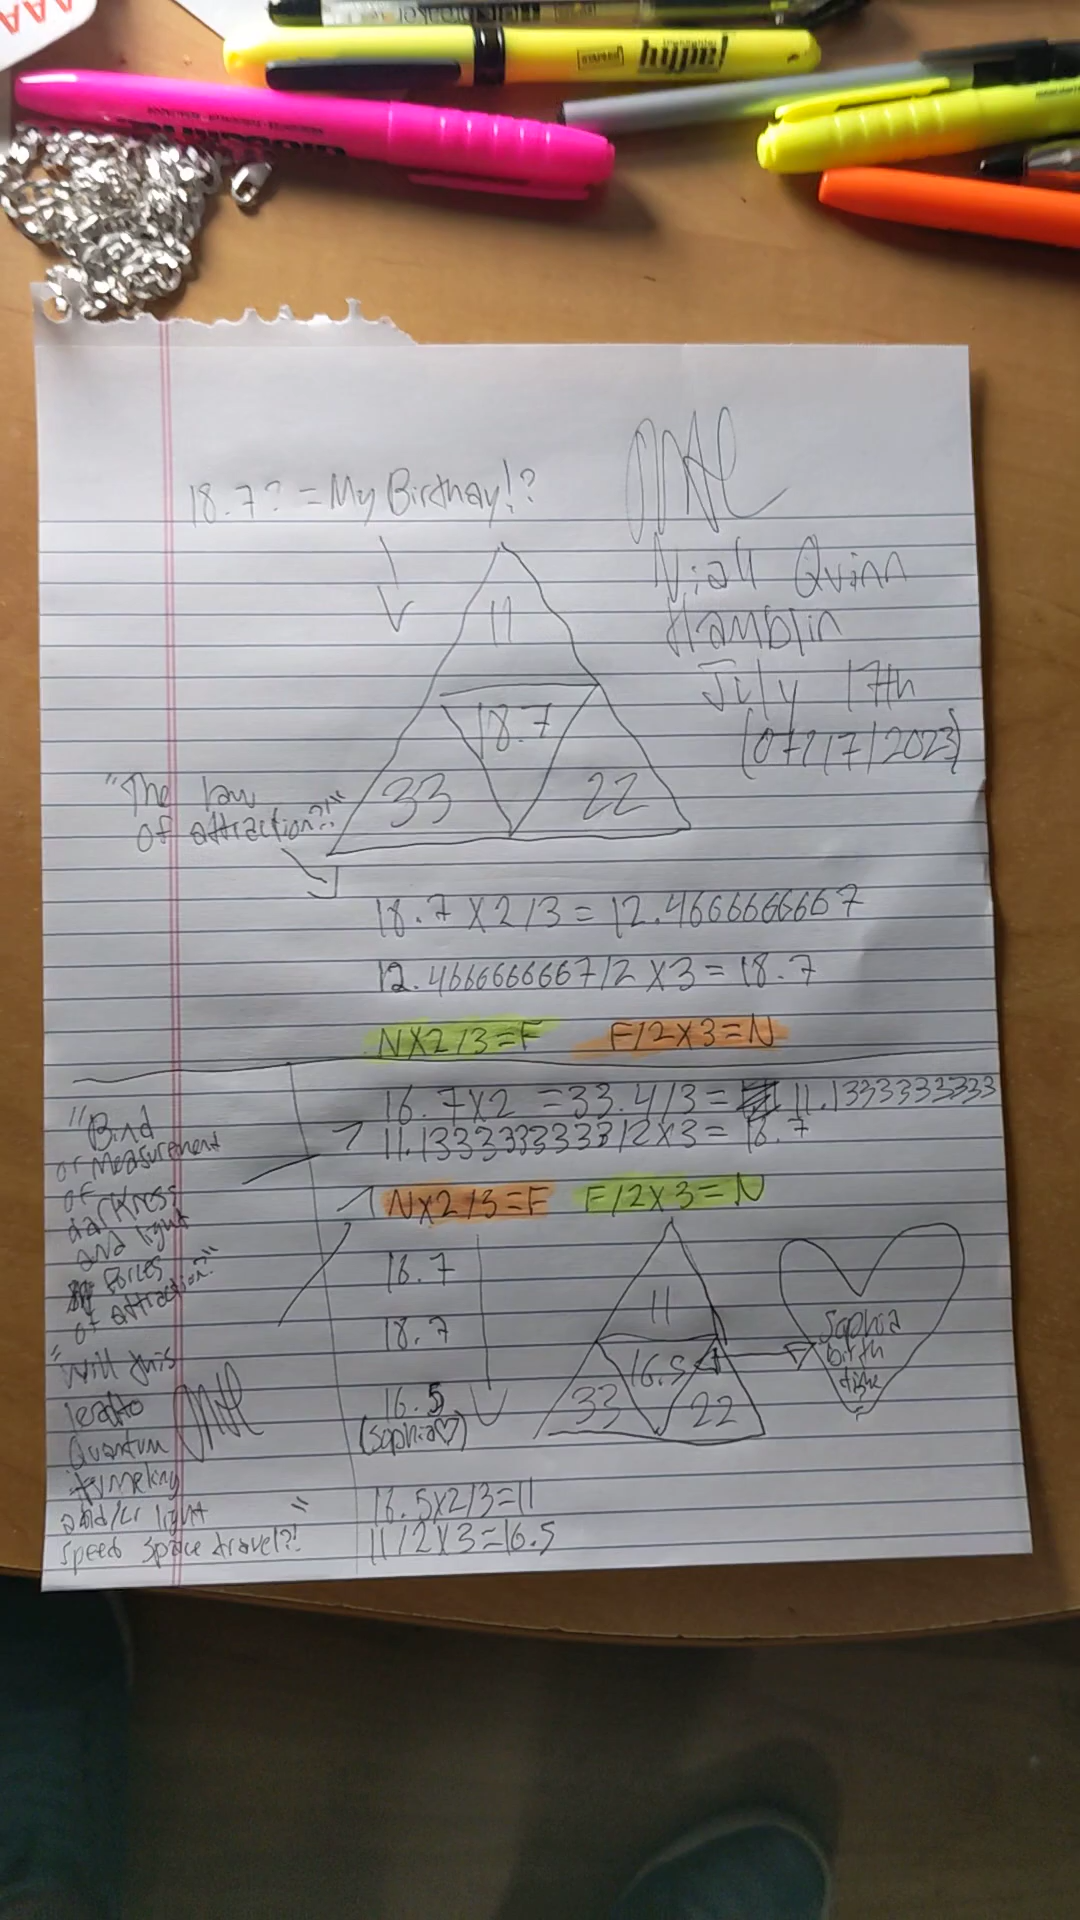 hype!
18.7? = My Birthday!?
Niall Quinn
Hamblin
July 17th
(07/17/2023)
11
18.7
33
22
"The law
of attraction?!"
18.7 X 2 / 3 = 12.4666666667
12.4666666667 / 2 X 3 = 18.7
N X 2 / 3 = F
F / 2 X 3 = N
16.7 X 2 = 33.4 / 3 = 11.1333333333
11.1333333333 / 2 X 3 = 18.7
N X 2 / 3 = F
F / 2 X 3 = N
"Bind
of Measurement
of
darkness
and light
forces
of attraction?"
18.7
18.7
16.5
(Sophia♡)
11
16.5
33
22
Sophia
birth
time
"Will this
lead to
Quantum
and/or light
speed space travel?!"
16.5 X 2 / 3 = 11
11 / 2 X 3 = 16.5